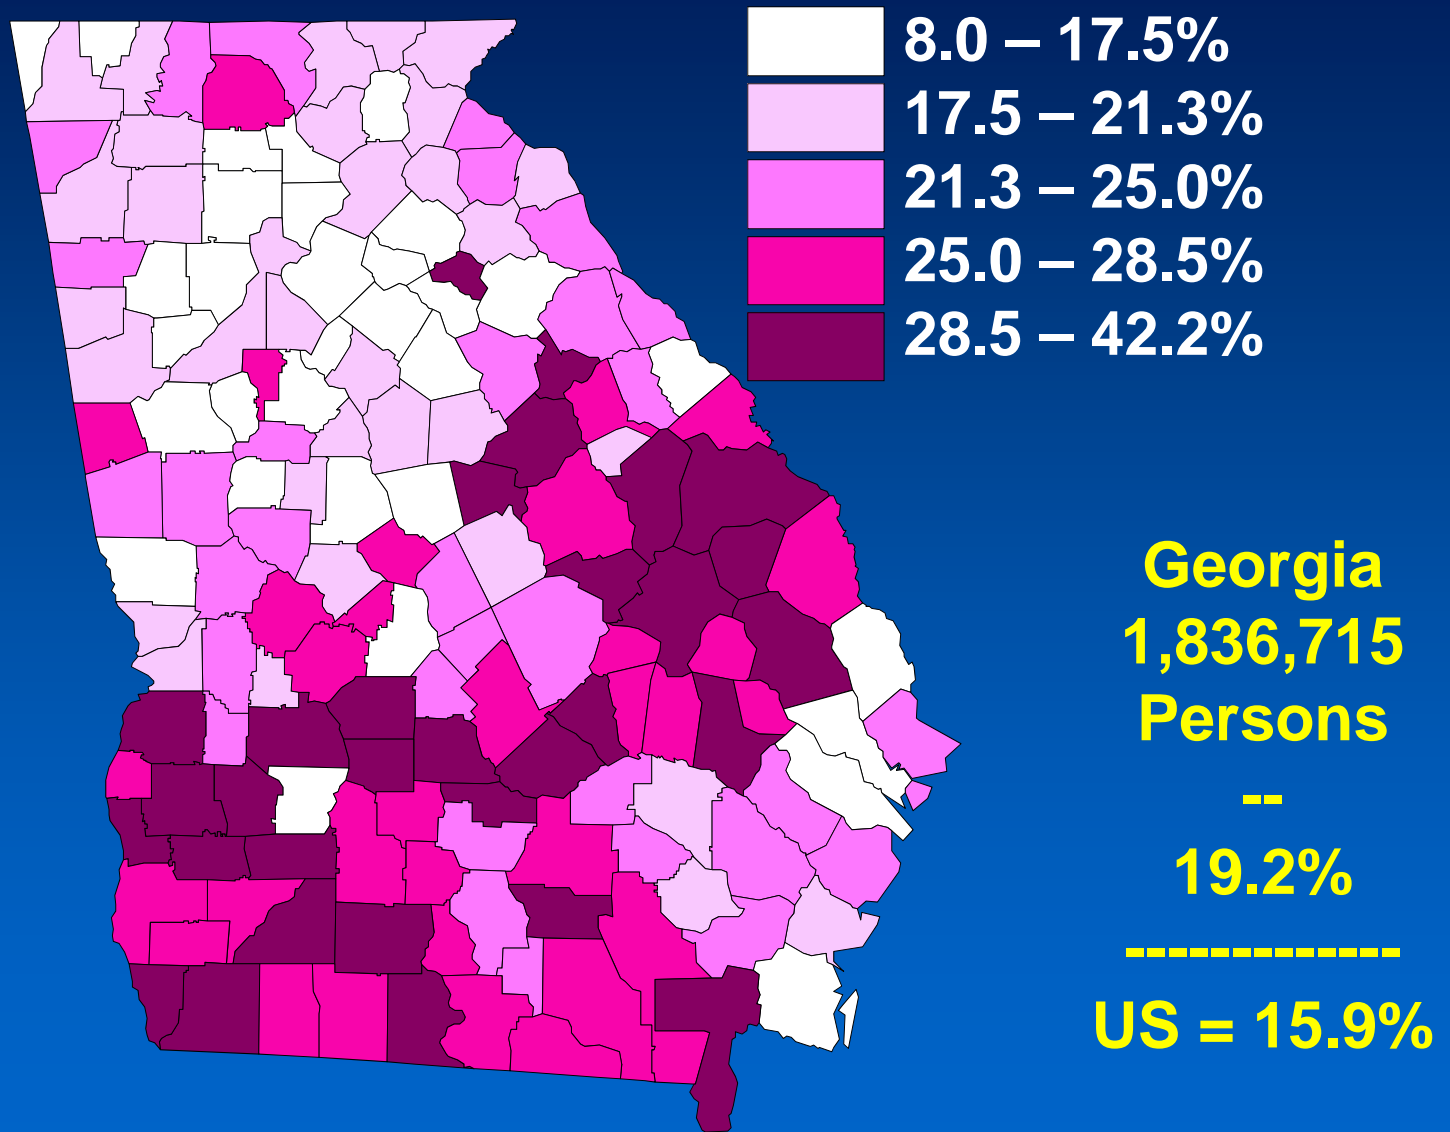 8.0 – 17.5%
17.5 – 21.3%
21.3 – 25.0%
25.0 – 28.5%
28.5 – 42.2%
Georgia
1,836,715
Persons
--
19.2%
-------------
US = 15.9%